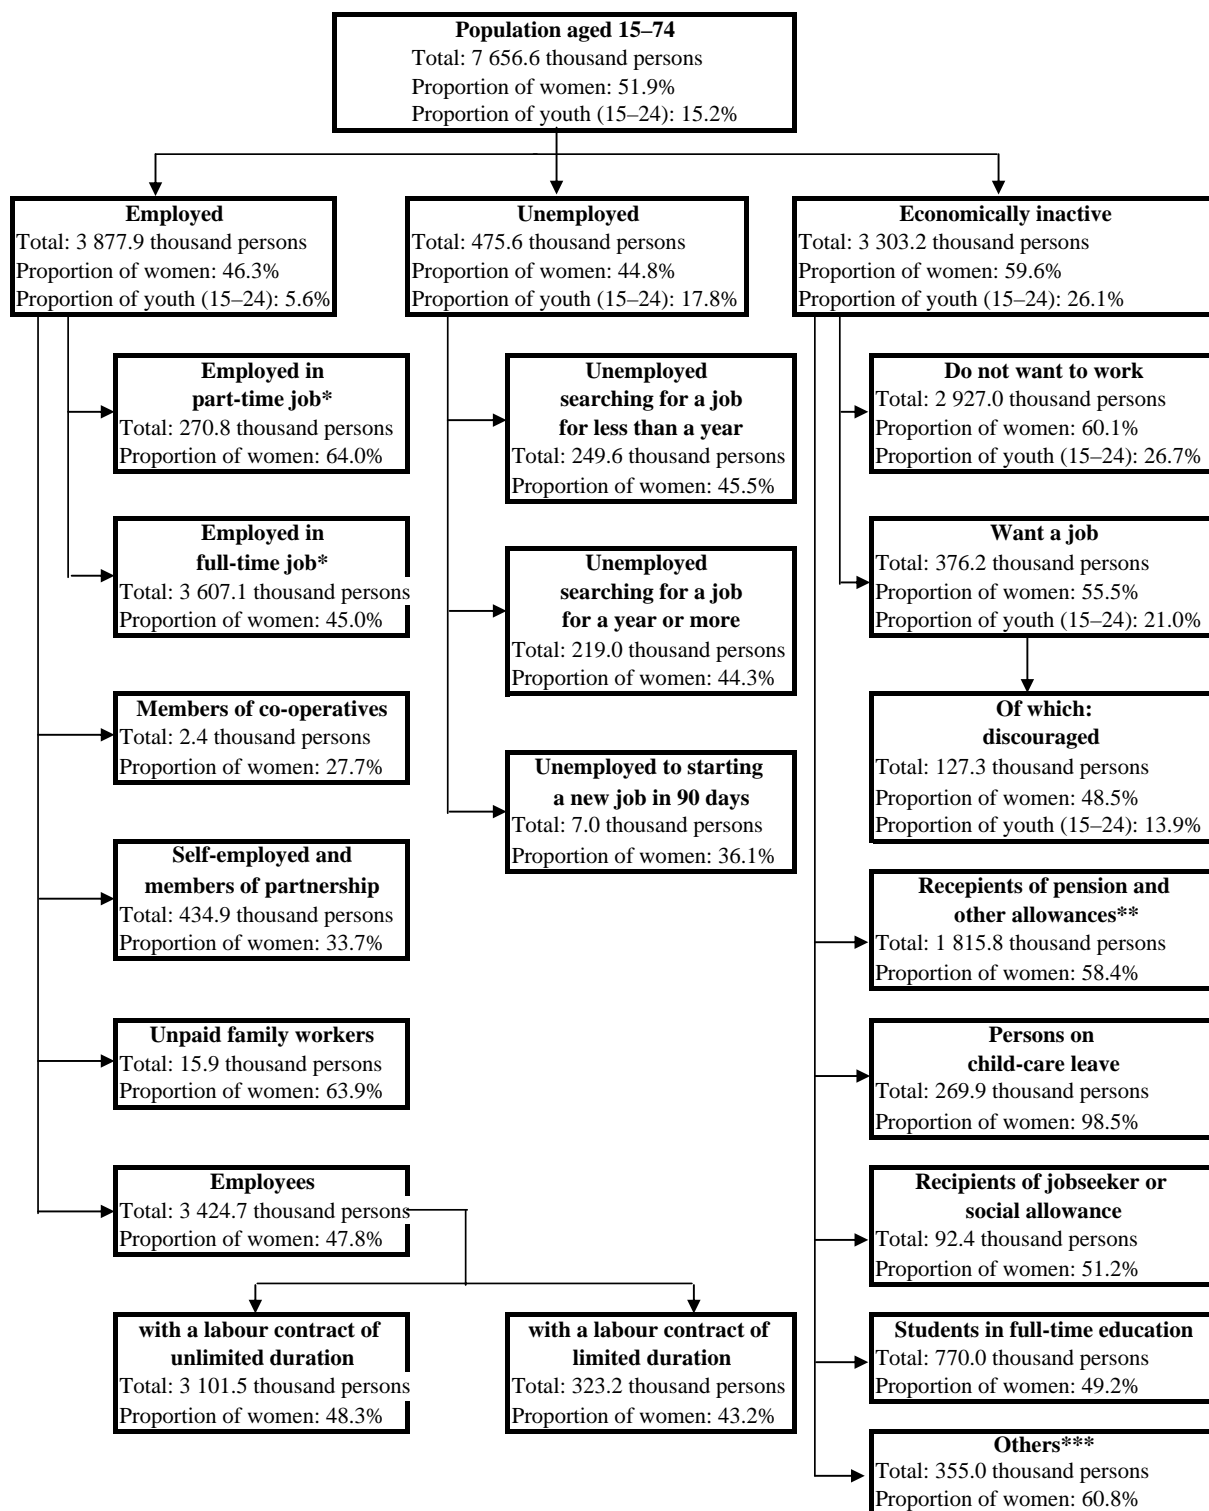 Population aged 15–74
Total: 7 656.6 thousand persons
Proportion of women: 51.9%
Proportion of youth (15–24): 15.2%
Employed
Total: 3 877.9 thousand persons
Proportion of women: 46.3%
Proportion of youth (15–24): 5.6%
Unemployed
Total: 475.6 thousand persons
Proportion of women: 44.8%
Proportion of youth (15–24): 17.8%
Economically inactive
Total: 3 303.2 thousand persons
Proportion of women: 59.6%
Proportion of youth (15–24): 26.1%
Employed in
part-time job*
Total: 270.8 thousand persons
Proportion of women: 64.0%
Employed in
full-time job*
Total: 3 607.1 thousand persons
Proportion of women: 45.0%
Members of co-operatives
Total: 2.4 thousand persons
Proportion of women: 27.7%
Self-employed and
members of partnership
Total: 434.9 thousand persons
Proportion of women: 33.7%
Unpaid family workers
Total: 15.9 thousand persons
Proportion of women: 63.9%
Employees
Total: 3 424.7 thousand persons
Proportion of women: 47.8%
with a labour contract of
unlimited duration
Total: 3 101.5 thousand persons
Proportion of women: 48.3%
with a labour contract of
limited duration
Total: 323.2 thousand persons
Proportion of women: 43.2%
Unemployed
searching for a job
for less than a year
Total: 249.6 thousand persons
Proportion of women: 45.5%
Unemployed
searching for a job
for a year or more
Total: 219.0 thousand persons
Proportion of women: 44.3%
Unemployed to starting
a new job in 90 days
Total: 7.0 thousand persons
Proportion of women: 36.1%
Do not want to work
Total: 2 927.0 thousand persons
Proportion of women: 60.1%
Proportion of youth (15–24): 26.7%
Want a job
Total: 376.2 thousand persons
Proportion of women: 55.5%
Proportion of youth (15–24): 21.0%
Of which:
discouraged
Total: 127.3 thousand persons
Proportion of women: 48.5%
Proportion of youth (15–24): 13.9%
Recepients of pension and
other allowances**
Total: 1 815.8 thousand persons
Proportion of women: 58.4%
Persons on
child-care leave
Total: 269.9 thousand persons
Proportion of women: 98.5%
Recipients of jobseeker or
social allowance
Total: 92.4 thousand persons
Proportion of women: 51.2%
Students in full-time education
Total: 770.0 thousand persons
Proportion of women: 49.2%
Others***
Total: 355.0 thousand persons
Proportion of women: 60.8%